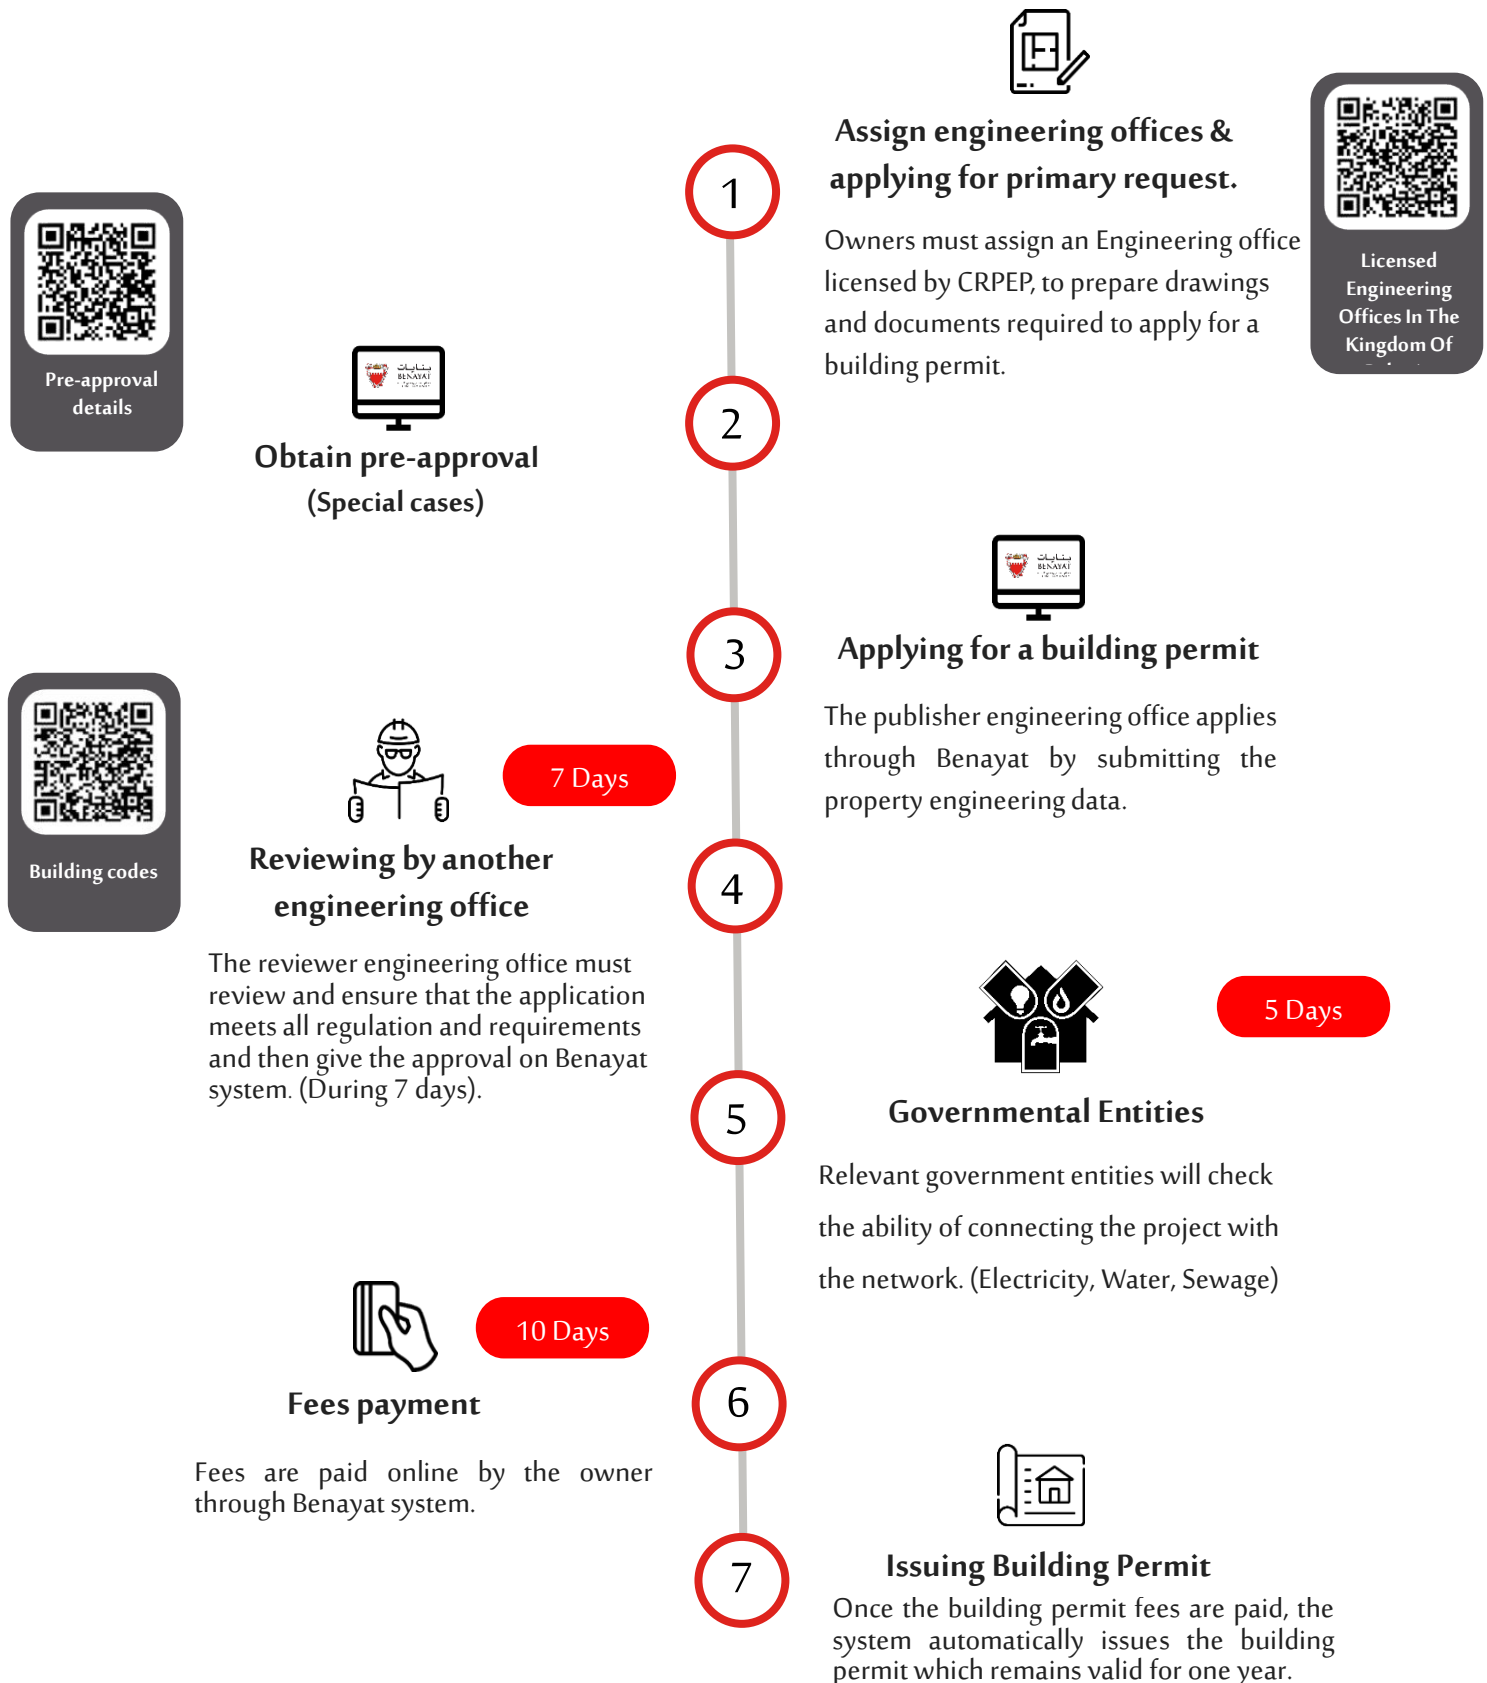 1
Assign engineering offices &
applying for primary request.
Owners must assign an Engineering office
licensed by CRPEP, to prepare drawings
and documents required to apply for a
building permit.
Licensed
Engineering
Offices In The
Kingdom Of
2
Pre-approval
details
بنايات
BENAYAT
Obtain pre-approval
(Special cases)
3
بنايات
BENAYAT
Applying for a building permit
The publisher engineering office applies
through Benayat by submitting the
property engineering data.
4
Building codes
7 Days
Reviewing by another
engineering office
The reviewer engineering office must
review and ensure that the application
meets all regulation and requirements
and then give the approval on Benayat
system. (During 7 days).
5
5 Days
Governmental Entities
Relevant government entities will check
the ability of connecting the project with
the network. (Electricity, Water, Sewage)
6
10 Days
Fees payment
Fees are paid online by the owner
through Benayat system.
7
Issuing Building Permit
Once the building permit fees are paid, the
system automatically issues the building
permit which remains valid for one year.